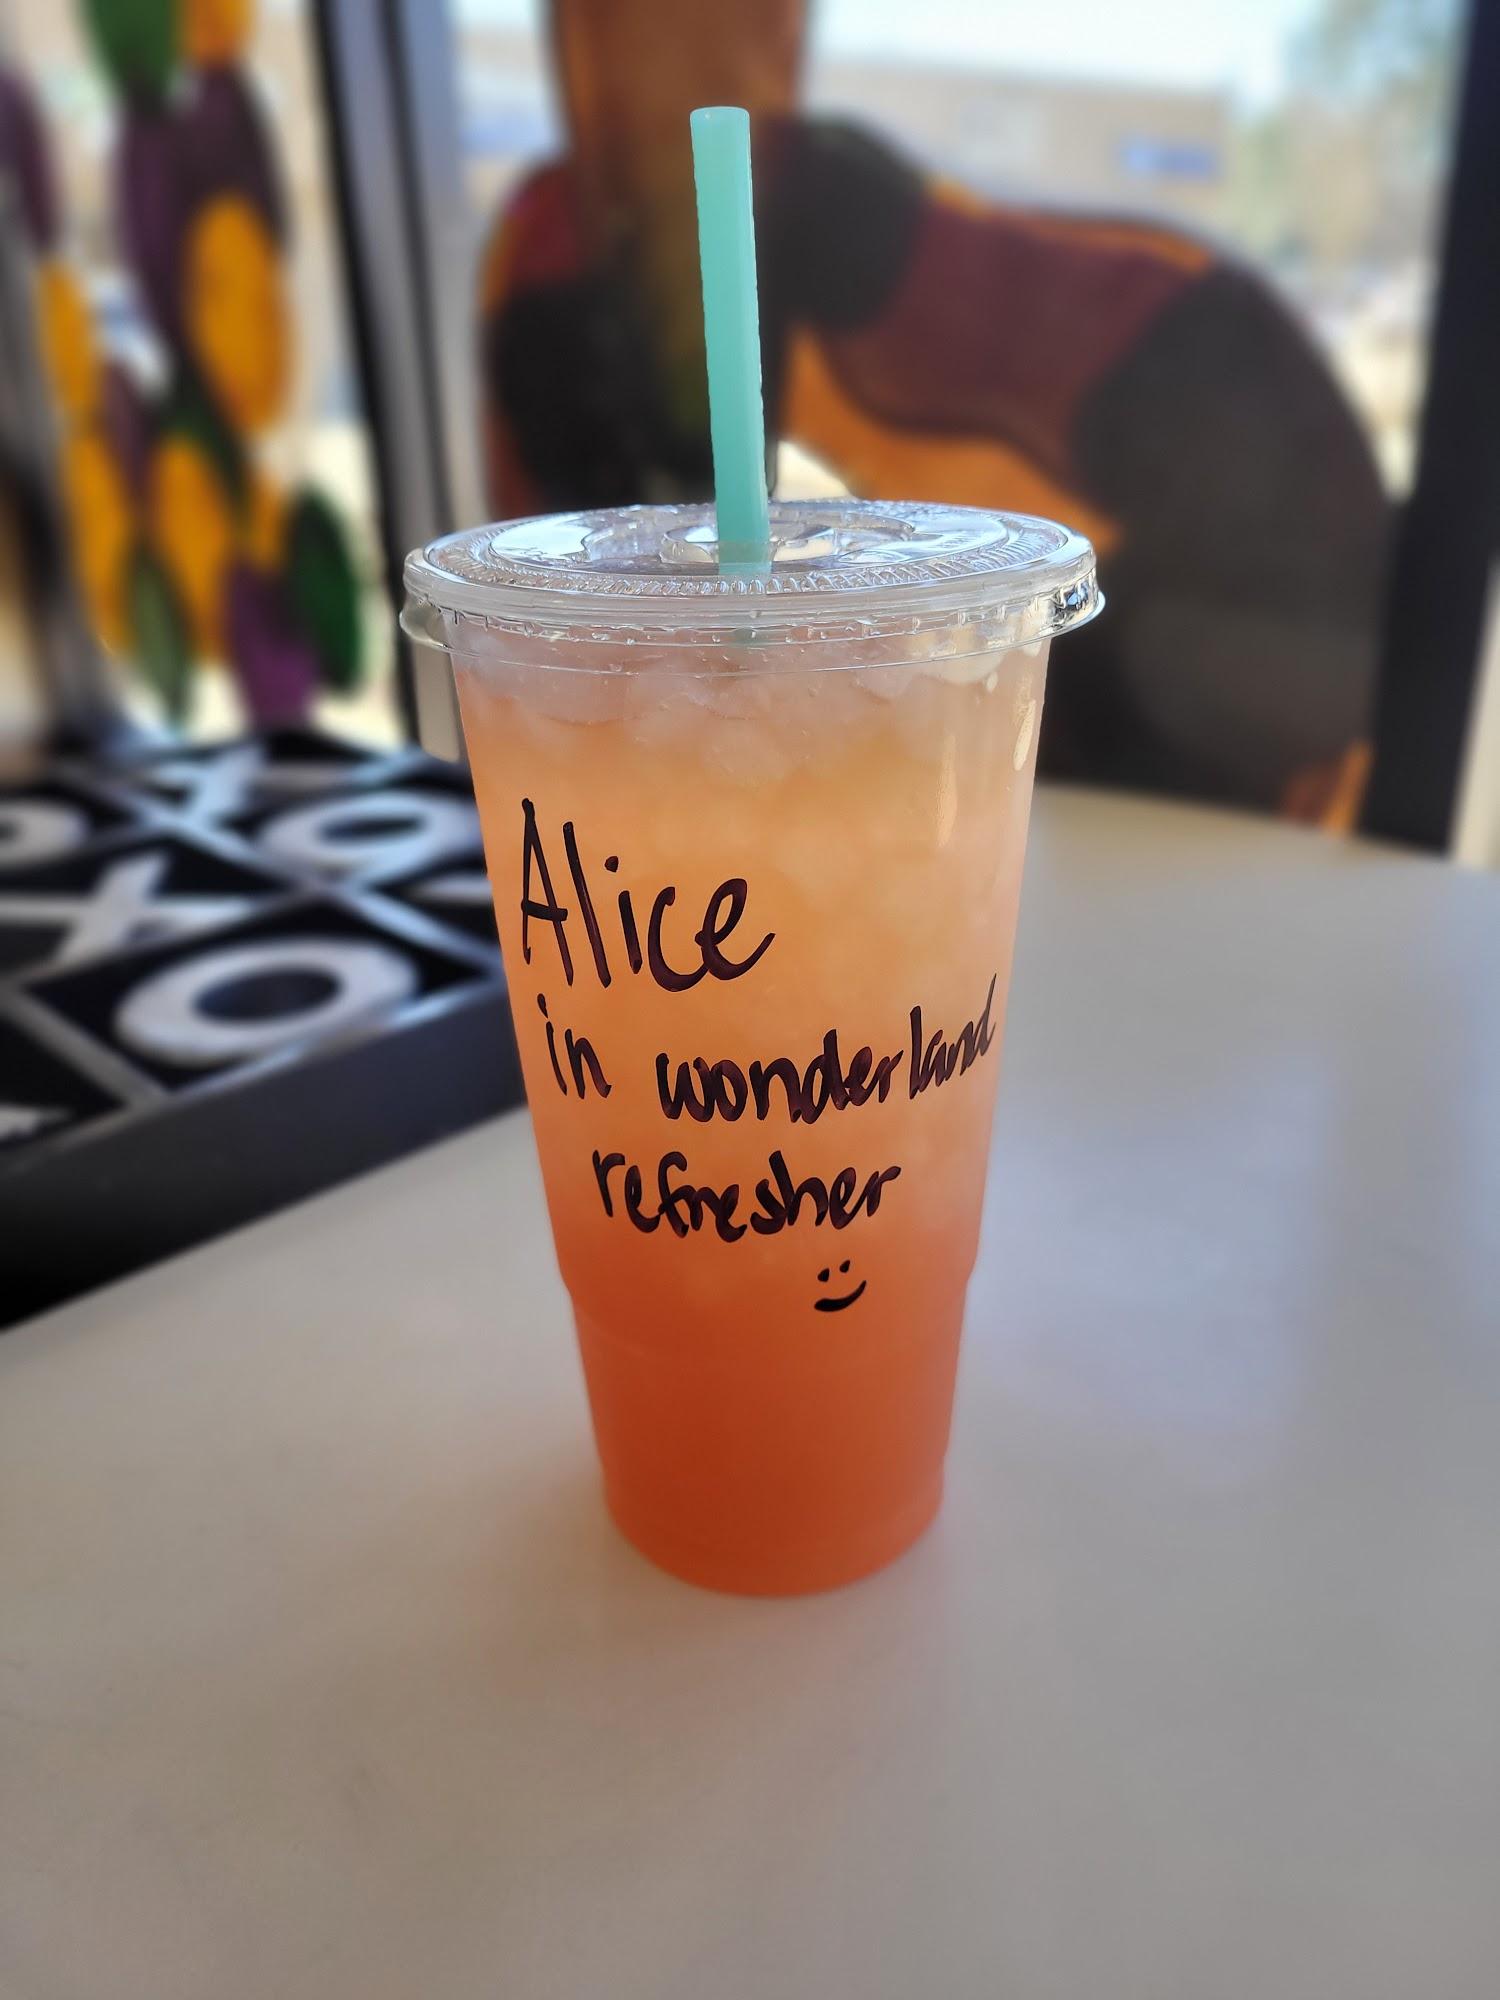 Alice
in wonderland
refresher